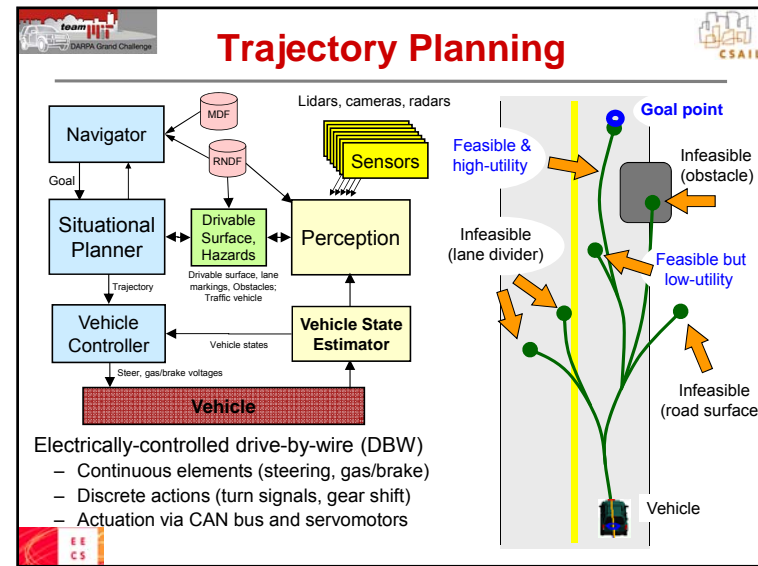 team MIT
DARPA Grand Challenge
Trajectory Planning
CSAIL
Navigator
MDF
RNDF
Lidars, cameras, radars
Sensors
Goal
Situational
Planner
Drivable
Surface,
Hazards
Perception
Drivable surface, lane
markings, Obstacles;
Traffic vehicle
Trajectory
Vehicle
Controller
Vehicle states
Vehicle State
Estimator
Steer, gas/brake voltages
Vehicle
Goal point
Feasible &
high-utility
Infeasible
(obstacle)
Infeasible
(lane divider)
Feasible but
low-utility
Infeasible
(road surface
Vehicle
Electrically-controlled drive-by-wire (DBW)
– Continuous elements (steering, gas/brake)
– Discrete actions (turn signals, gear shift)
– Actuation via CAN bus and servomotors
E E
C S